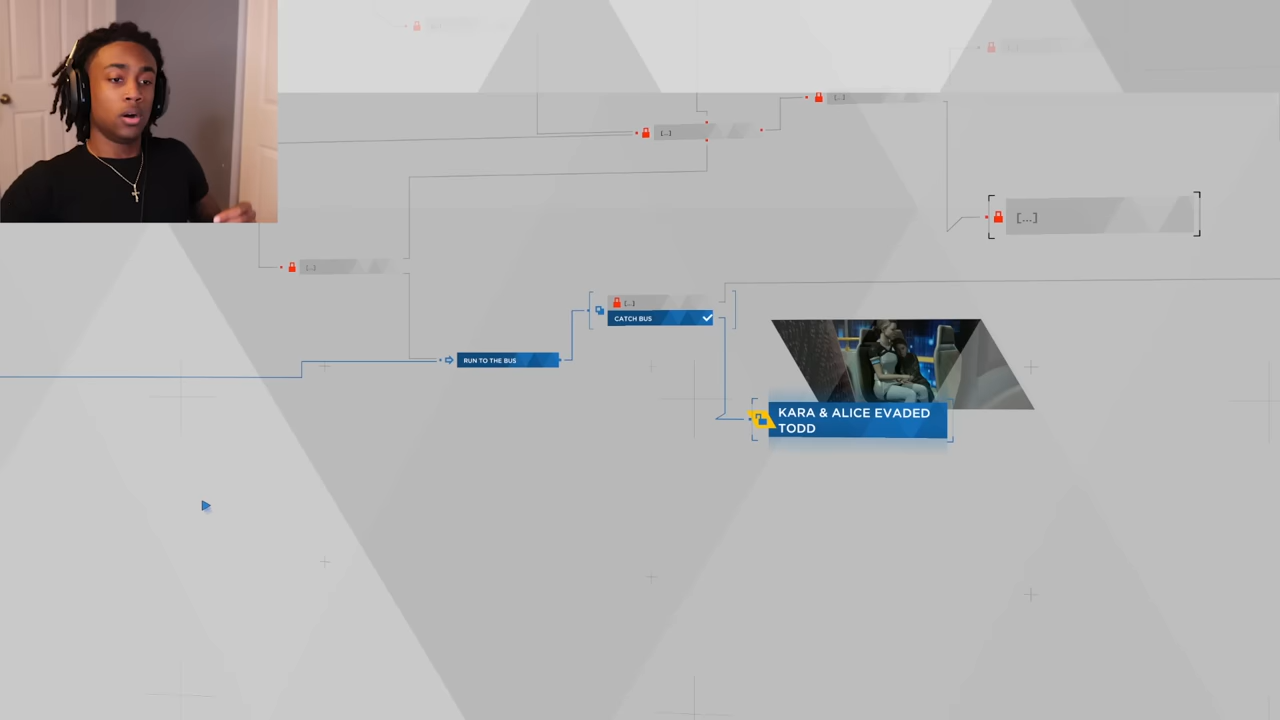 [...]
[...]
[...]
[...]
[...]
CATCH BUS
RUN TO THE BUS
KARA & ALICE EVADED
TODD